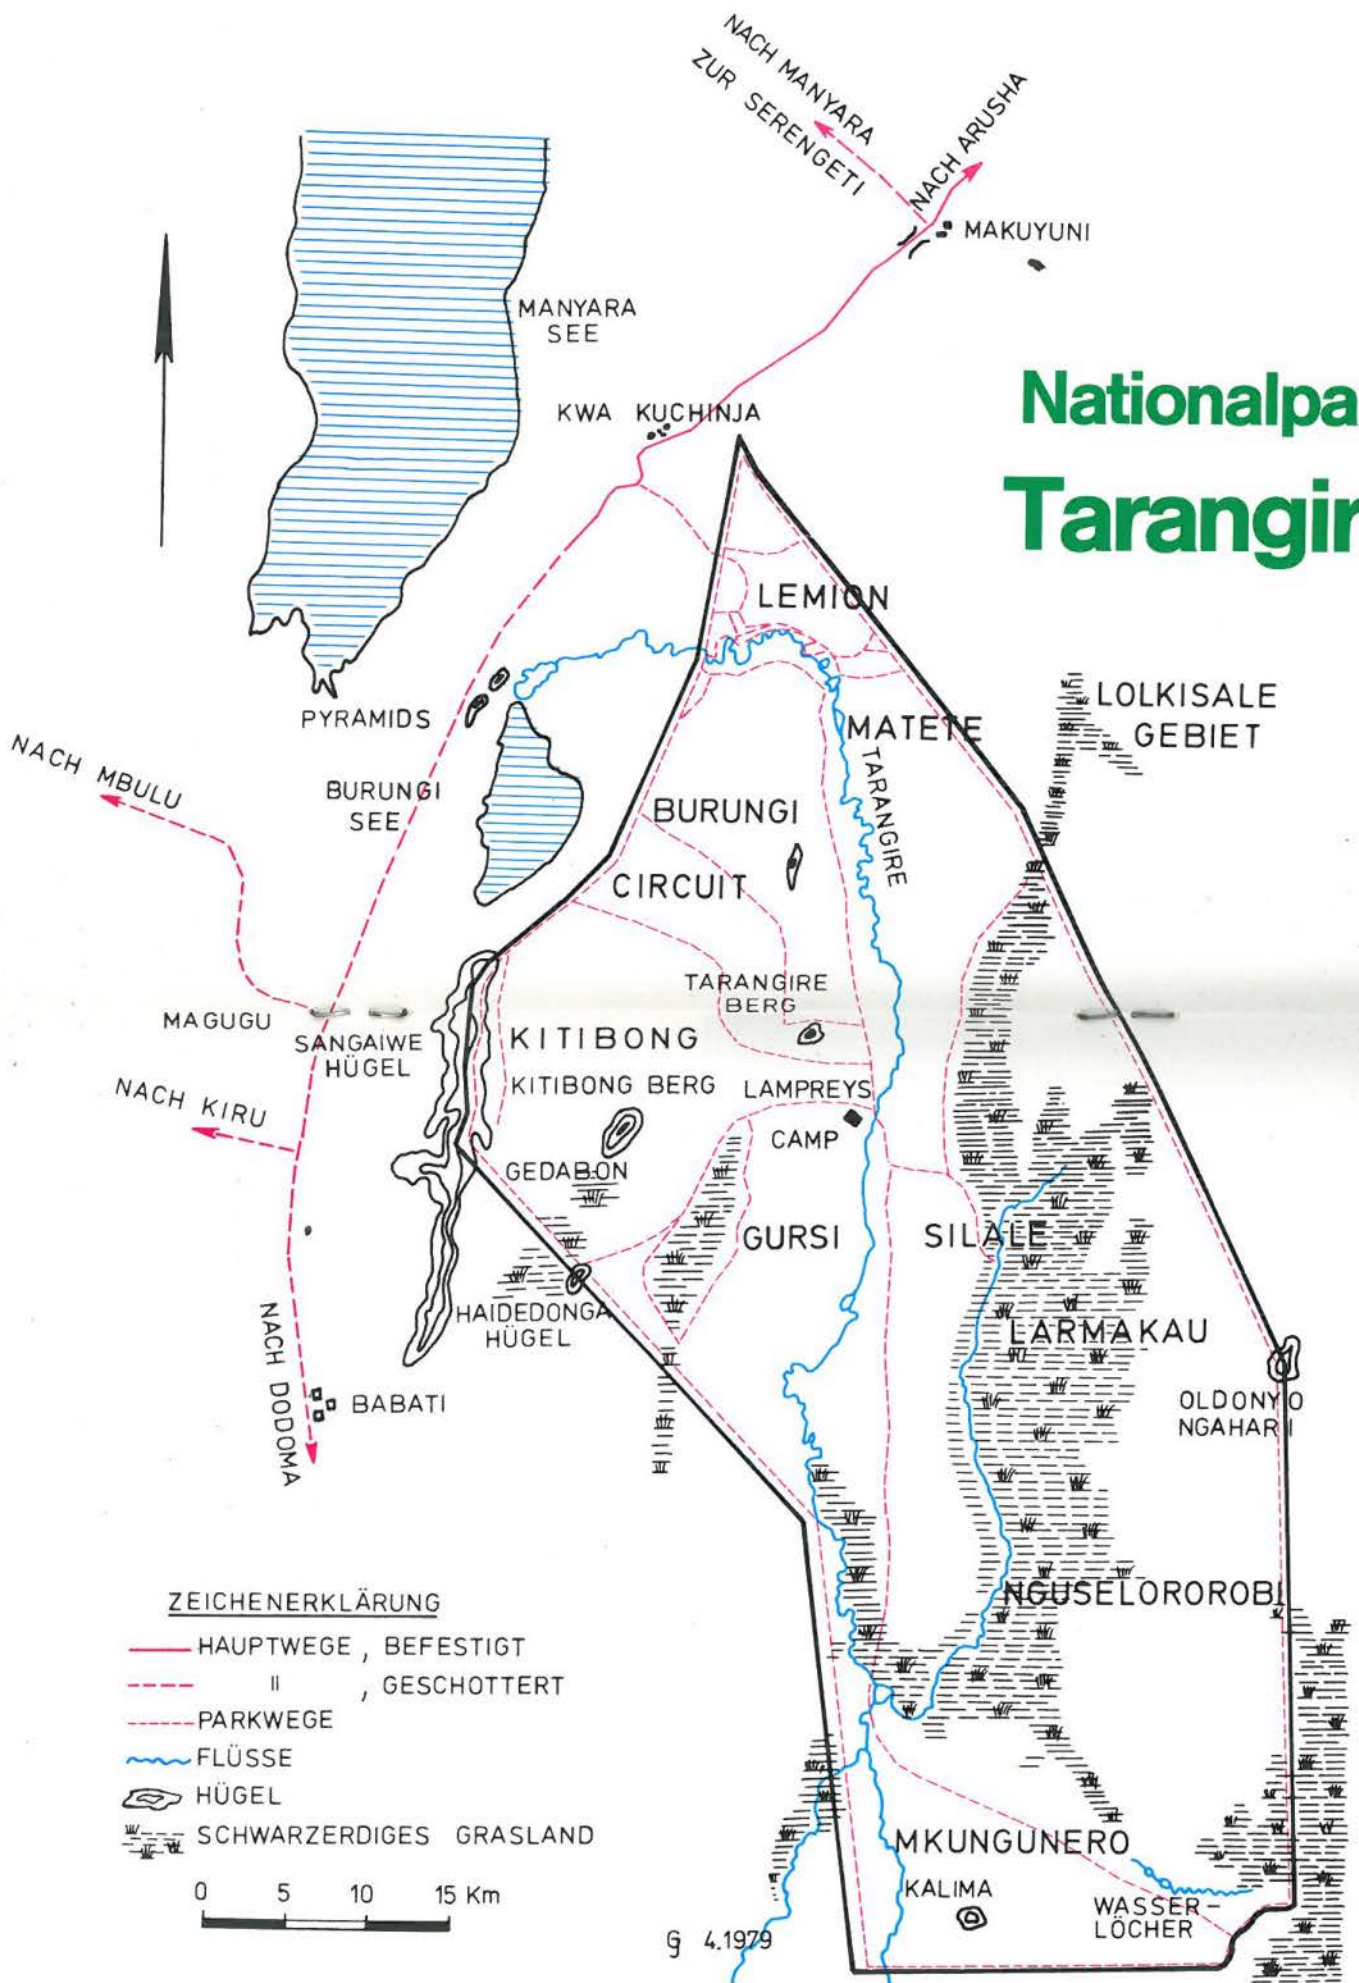 NACH MANYARA
ZUR SERENGETI
NACH ARUSHA
MAKUYUNI
MANYARA
SEE
KWA KUCHINJA
Nationalpa
Tarangir
LEMION
PYRAMIDS
LOLKISALE
GEBIET
MATETE
TARANGIRE
NACH MBULU
BURUNGI
SEE
BURUNGI
CIRCUIT
TARANGIRE
BERG
MAGUGU
SANGAIWE
HÜGEL
KITIBONG
KITIBONG BERG
LAMPREYS
CAMP
NACH KIRU
GEDABON
GURSI
SILALE
HAIDEDONGA
HÜGEL
LARMAKAU
NACH DODOMA
BABATI
OLDONYO
NGAHARII
NGUSELOROROBI
ZEICHENERKLÄRUNG
HAUPTWEGE , BEFESTIGT
" , GESCHOTTERT
PARKWEGE
FLÜSSE
HÜGEL
SCHWARZERDIGES GRASLAND
0 5 10 15 Km
MKUNGUNERO
KALIMA
WASSER-
LÖCHER
4.1979